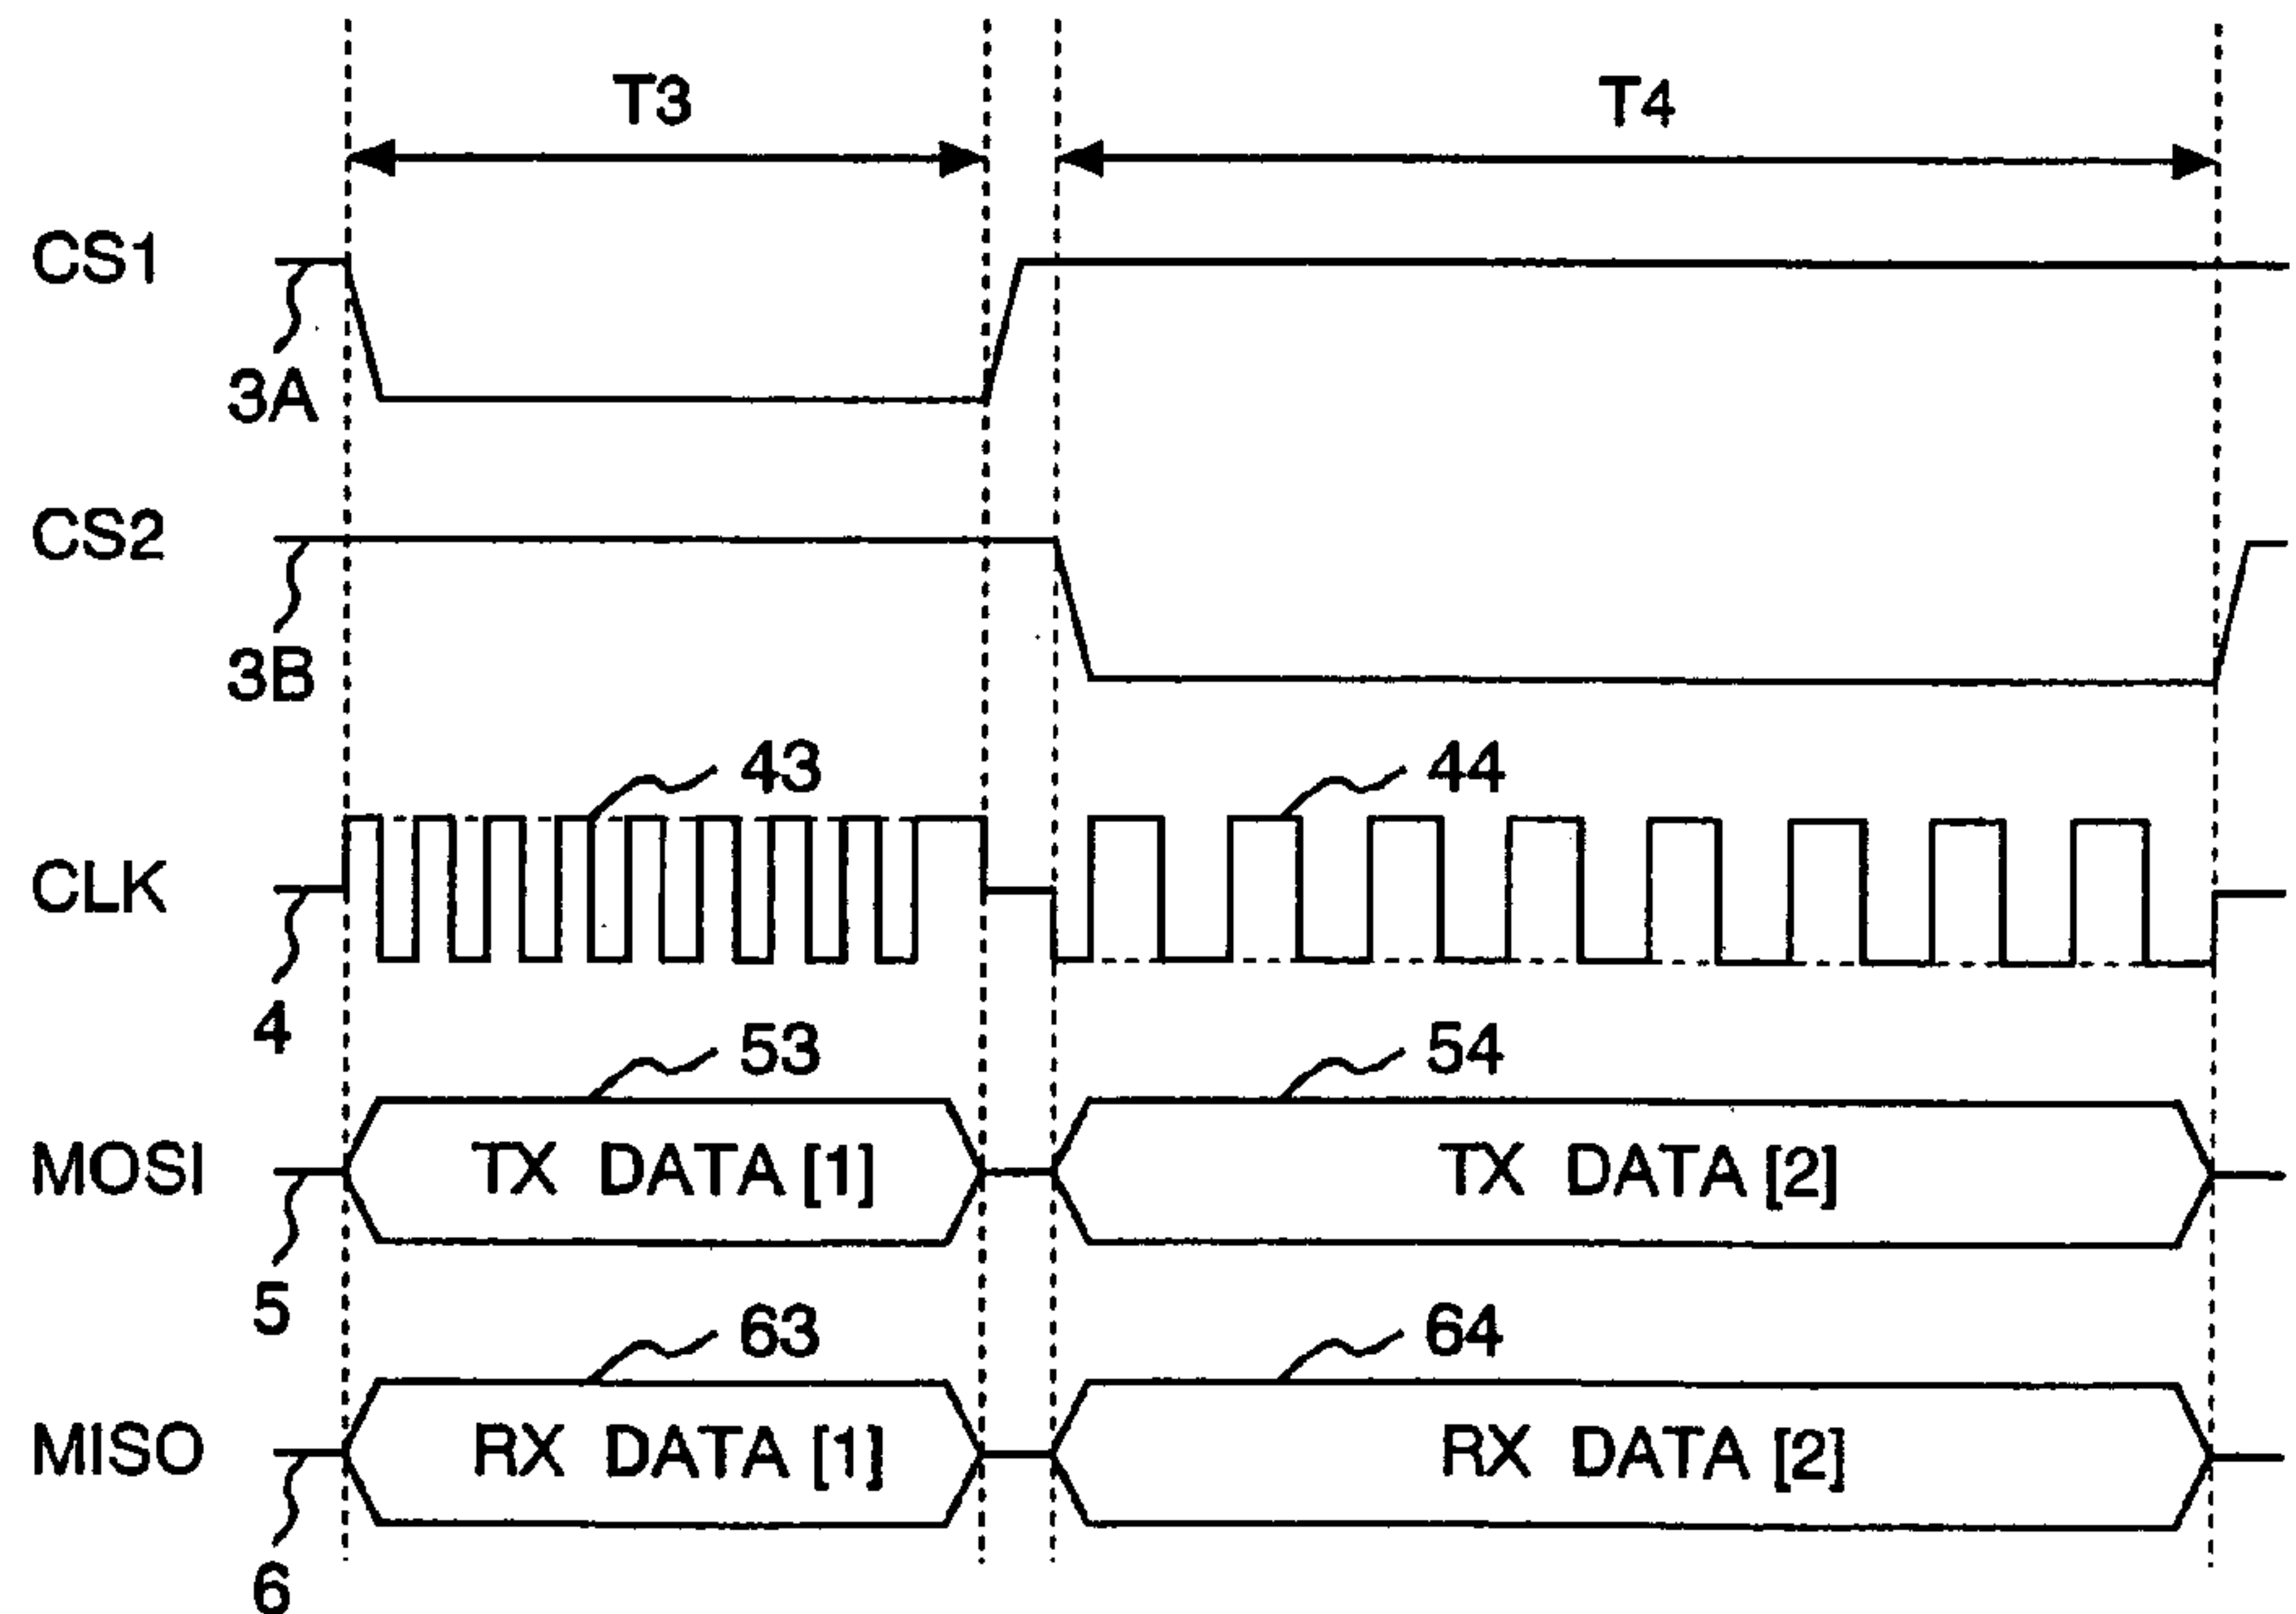 T3 T4
CS1
3A
CS2
3B
43 44
CLK
4
53 54
MOSI TX DATA [1] TX DATA [2]
5
63 64
MISO RX DATA [1] RX DATA [2]
6